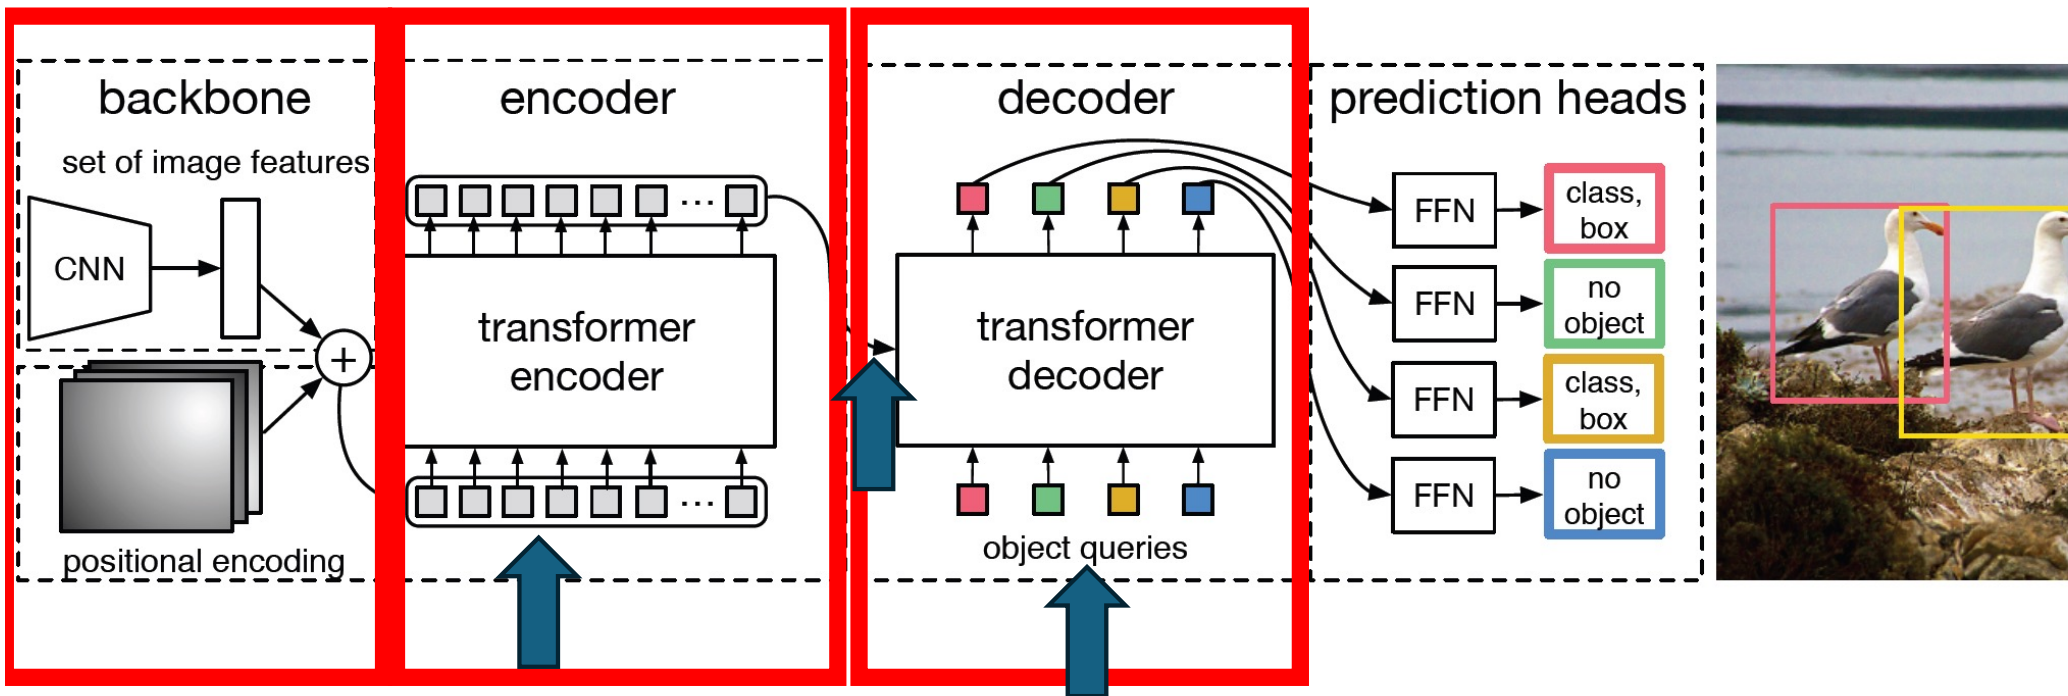 backbone
set of image features
CNN
+
positional encoding
encoder
...
transformer
encoder
...
decoder
transformer
decoder
object queries
prediction heads
FFN
class,
box
FFN
no
object
FFN
class,
box
FFN
no
object